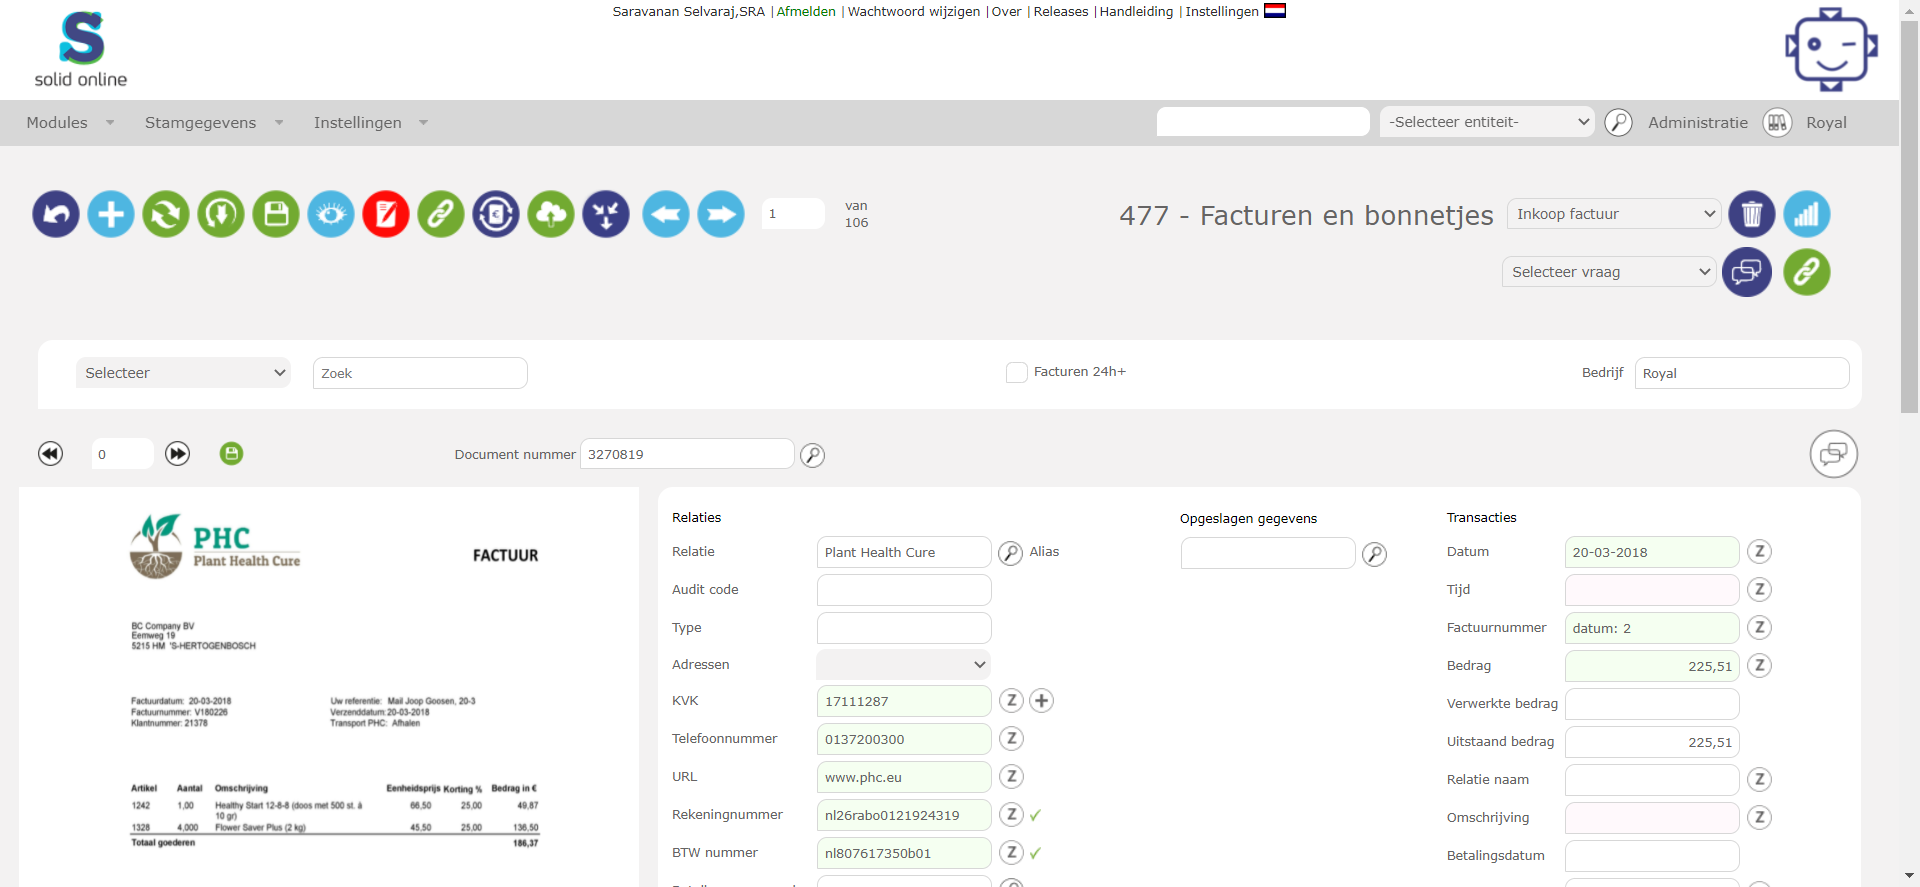 Saravanan Selvaraj,SRA |Afmelden |Wachtwoord wijzigen |Over |Releases |Handleiding |Instellingen
solid online
Modules Stamgegevens Instellingen -Selecteer entiteit- Administratie Royal
1 van 106
477 - Facturen en bonnetjes Inkoop factuur
Selecteer vraag
Selecteer Zoek Facturen 24h+ Bedrijf Royal
0 Document nummer 3270819
PHC
Plant Health Cure
FACTUUR
BC Company BV
Eemweg 19
5215 HM 'S-HERTOGENBOSCH
Factuurdatum: 20-03-2018 Uw referentie: Mail Joop Goosen, 20-3
Factuurnummer: V180226 Verzenddatum:20-03-2018
Klantnummer: 21378 Transport PHC: Afhalen
Artikel Aantal Omschrijving Eenheidsprijs Korting % Bedrag in €
1242 1,00 Healthy Start 12-8-8 (doos met 500 st. à 66,50 25,00 49,87
10 gr)
1328 4,000 Flower Saver Plus (2 kg) 45,50 25,00 136,50
Totaal goederen 186,37
Relaties
Relatie Plant Health Cure Alias
Audit code
Type
Adressen
KVK 17111287 Z
Telefoonnummer 0137200300 Z
URL www.phc.eu Z
Rekeningnummer nl26rabo0121924319 Z ✓
BTW nummer nl807617350b01 Z ✓
Opgeslagen gegevens
Transacties
Datum 20-03-2018 Z
Tijd Z
Factuurnummer datum: 2 Z
Bedrag 225,51 Z
Verwerkte bedrag
Uitstaand bedrag 225,51
Relatie naam Z
Omschrijving Z
Betalingsdatum